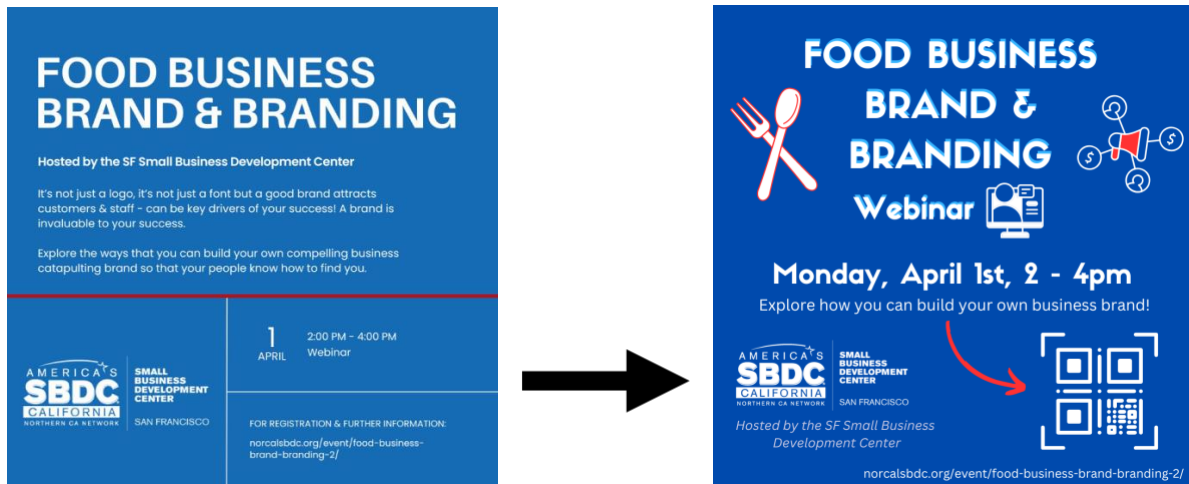 FOOD BUSINESS
BRAND & BRANDING
Hosted by the SF Small Business Development Center
It's not just a logo, it's not just a font but a good brand attracts
customers & staff - can be key drivers of your success! A brand is
invaluable to your success.
Explore the ways that you can build your own compelling business
catapulting brand so that your people know how to find you.
AMERICA'S
SBDC
CALIFORNIA
NORTHERN CA NETWORK
SMALL
BUSINESS
DEVELOPMENT
CENTER
SAN FRANCISCO
1
APRIL
2:00 PM - 4:00 PM
Webinar
FOR REGISTRATION & FURTHER INFORMATION:
norcalsbdc.org/event/food-business-
brand-branding-2/
FOOD BUSINESS
BRAND &
BRANDING
Webinar
$
$
Monday, April 1st, 2 - 4pm
Explore how you can build your own business brand!
AMERICA'S
SBDC
CALIFORNIA
NORTHERN CA NETWORK
SMALL
BUSINESS
DEVELOPMENT
CENTER
SAN FRANCISCO
Hosted by the SF Small Business
Development Center
norcalsbdc.org/event/food-business-brand-branding-2/